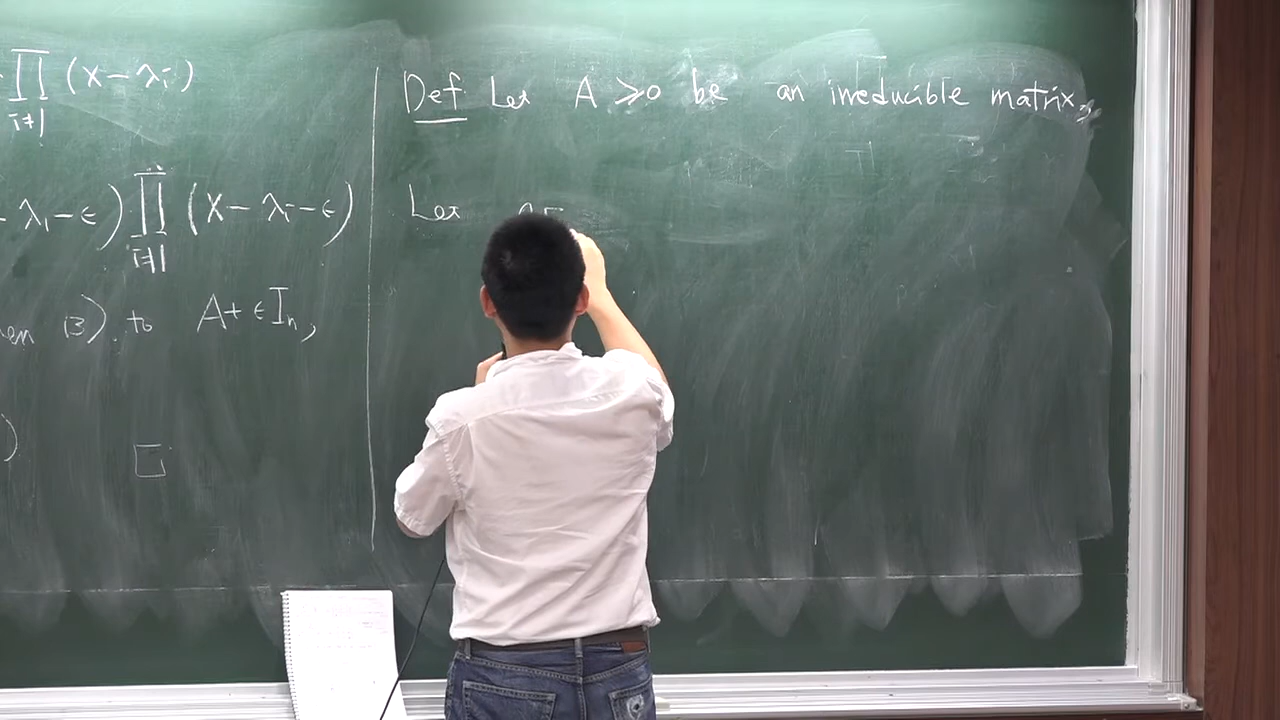 ∏ (x - λi)
i≠1
- λ1 - ϵ) ∏ (x - λi - ϵ)
i≠1
(3) to A + ϵIn,
)
□
Def Let A ⩾ 0 be an irreducible matrix,
Let